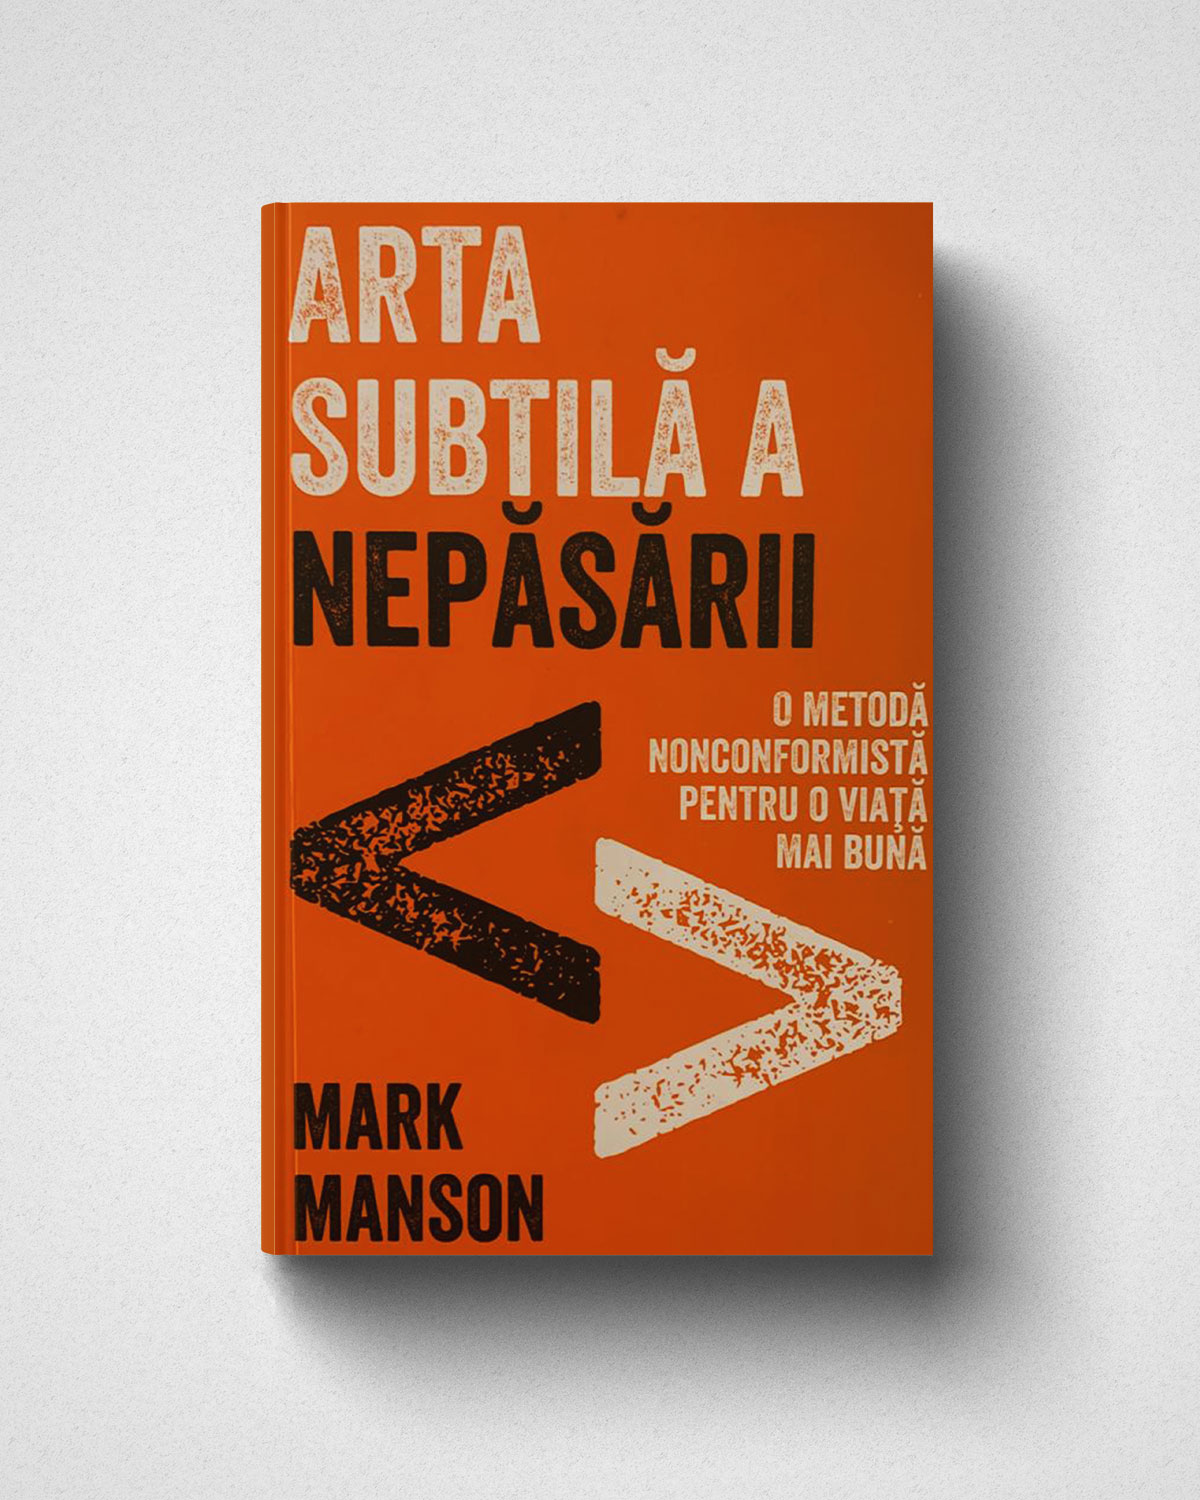 ARTA
SUBTILĂ A
NEPĂSĂRII
O METODĂ
NONCONFORMISTĂ
PENTRU O VIAȚĂ
MAI BUNĂ
MARK
MANSON